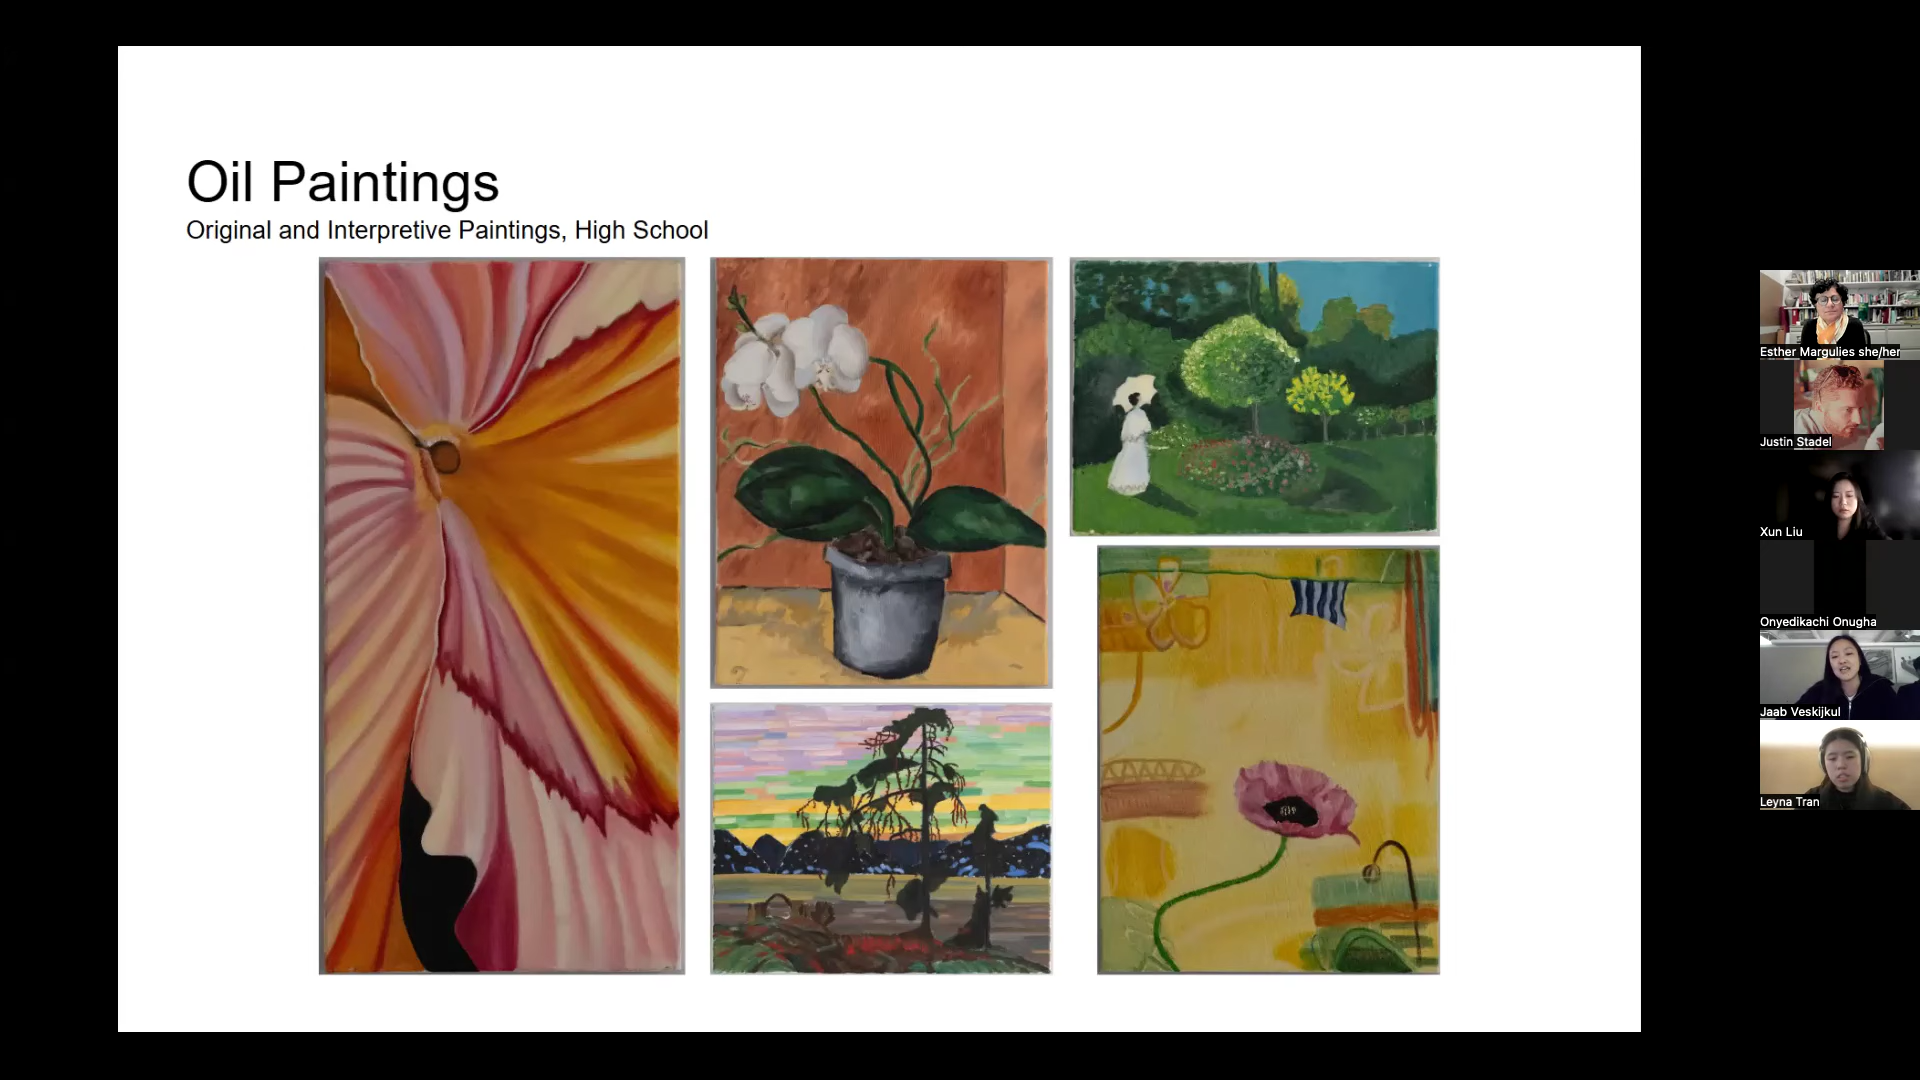 Oil Paintings
Original and Interpretive Paintings, High School
Esther Margulies she/her
Justin Stadel
Xun Liu
Onyedikachi Onugha
Jaab Veskijkul
Leyna Tran